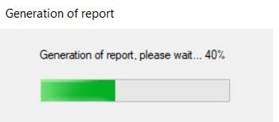 Generation of report
Generation of report, please wait... 40%